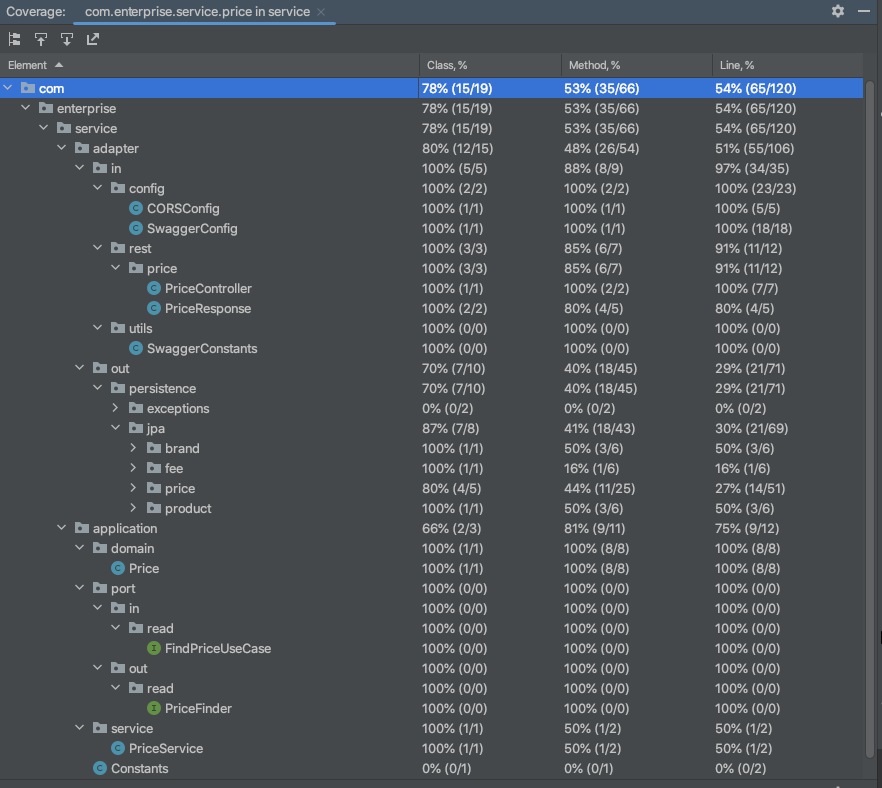 Coverage: com.enterprise.service.price in service
Element Class, % Method, % Line, %
com 78% (15/19) 53% (35/66) 54% (65/120)
enterprise 78% (15/19) 53% (35/66) 54% (65/120)
service 78% (15/19) 53% (35/66) 54% (65/120)
adapter 80% (12/15) 48% (26/54) 51% (55/106)
in 100% (5/5) 88% (8/9) 97% (34/35)
config 100% (2/2) 100% (2/2) 100% (23/23)
CORSConfig 100% (1/1) 100% (1/1) 100% (5/5)
SwaggerConfig 100% (1/1) 100% (1/1) 100% (18/18)
rest 100% (3/3) 85% (6/7) 91% (11/12)
price 100% (3/3) 85% (6/7) 91% (11/12)
PriceController 100% (1/1) 100% (2/2) 100% (7/7)
PriceResponse 100% (2/2) 80% (4/5) 80% (4/5)
utils 100% (0/0) 100% (0/0) 100% (0/0)
SwaggerConstants 100% (0/0) 100% (0/0) 100% (0/0)
out 70% (7/10) 40% (18/45) 29% (21/71)
persistence 70% (7/10) 40% (18/45) 29% (21/71)
exceptions 0% (0/2) 0% (0/2) 0% (0/2)
jpa 87% (7/8) 41% (18/43) 30% (21/69)
brand 100% (1/1) 50% (3/6) 50% (3/6)
fee 100% (1/1) 16% (1/6) 16% (1/6)
price 80% (4/5) 44% (11/25) 27% (14/51)
product 100% (1/1) 50% (3/6) 50% (3/6)
application 66% (2/3) 81% (9/11) 75% (9/12)
domain 100% (1/1) 100% (8/8) 100% (8/8)
C Price 100% (1/1) 100% (8/8) 100% (8/8)
port 100% (0/0) 100% (0/0) 100% (0/0)
in 100% (0/0) 100% (0/0) 100% (0/0)
read 100% (0/0) 100% (0/0) 100% (0/0)
FindPriceUseCase 100% (0/0) 100% (0/0) 100% (0/0)
out 100% (0/0) 100% (0/0) 100% (0/0)
read 100% (0/0) 100% (0/0) 100% (0/0)
PriceFinder 100% (0/0) 100% (0/0) 100% (0/0)
service 100% (1/1) 50% (1/2) 50% (1/2)
PriceService 100% (1/1) 50% (1/2) 50% (1/2)
Constants 0% (0/1) 0% (0/1) 0% (0/2)